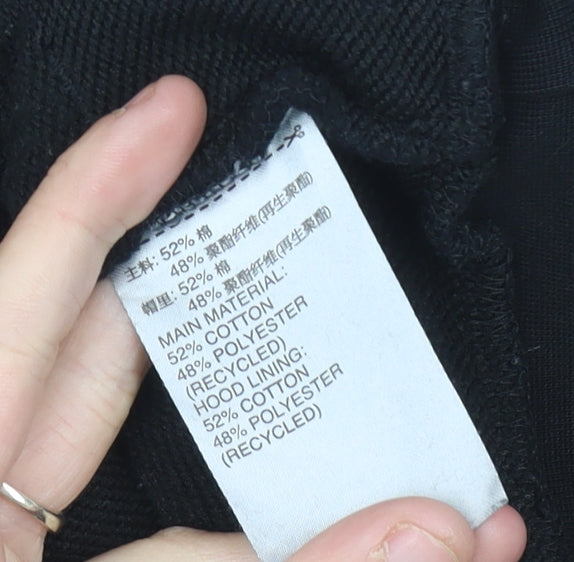 主料: 52% 棉
48% 聚酯纤维(再生聚酯)
帽里: 52% 棉
48% 聚酯纤维(再生聚酯)
MAIN MATERIAL:
52% COTTON
48% POLYESTER
(RECYCLED)
HOOD LINING:
52% COTTON
48% POLYESTER
(RECYCLED)